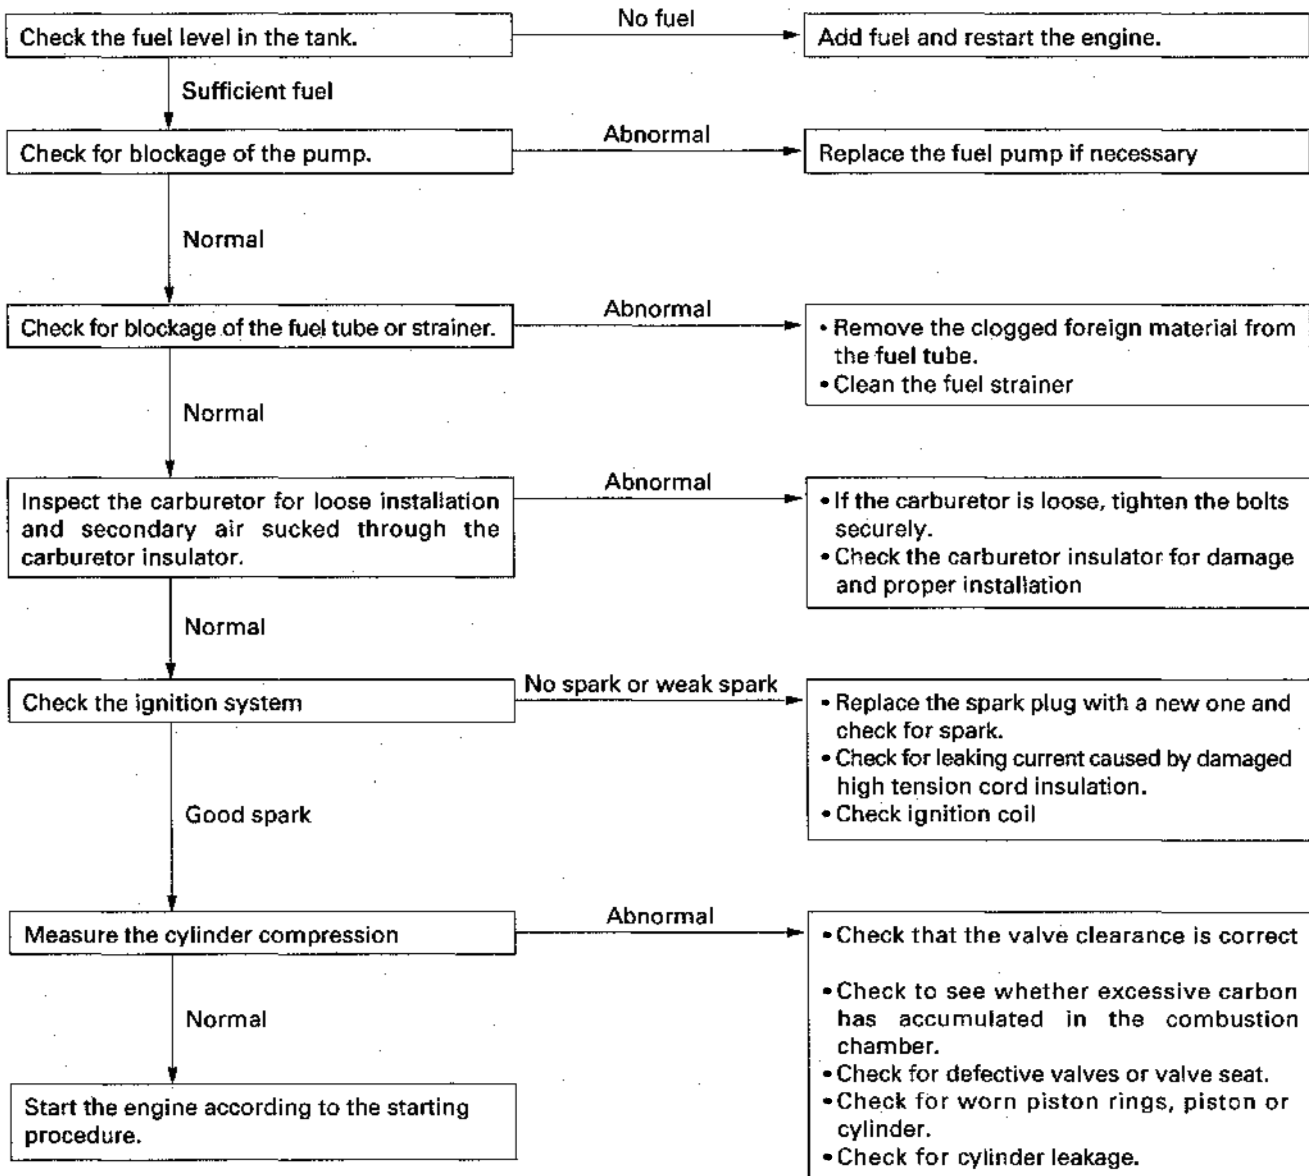 Check the fuel level in the tank.
No fuel
Add fuel and restart the engine.
Sufficient fuel
Check for blockage of the pump.
Abnormal
Replace the fuel pump if necessary
Normal
Check for blockage of the fuel tube or strainer.
Abnormal
• Remove the clogged foreign material from
the fuel tube.
• Clean the fuel strainer
Normal
Inspect the carburetor for loose installation
and secondary air sucked through the
carburetor insulator.
Abnormal
• If the carburetor is loose, tighten the bolts
securely.
• Check the carburetor insulator for damage
and proper installation
Normal
Check the ignition system
No spark or weak spark
• Replace the spark plug with a new one and
check for spark.
• Check for leaking current caused by damaged
high tension cord insulation.
• Check ignition coil
Good spark
Measure the cylinder compression
Abnormal
• Check that the valve clearance is correct
• Check to see whether excessive carbon
has accumulated in the combustion
chamber.
• Check for defective valves or valve seat.
• Check for worn piston rings, piston or
cylinder.
• Check for cylinder leakage.
Normal
Start the engine according to the starting
procedure.